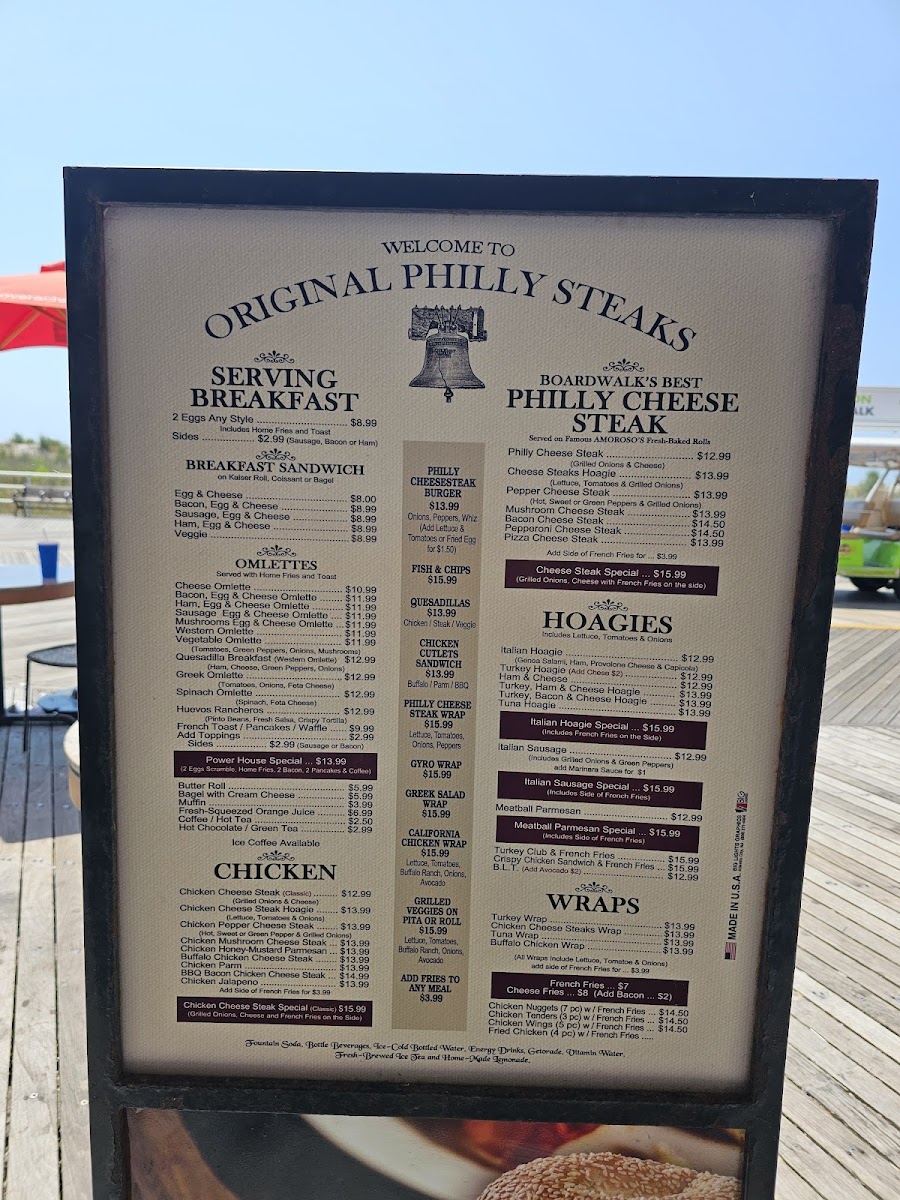 WELCOME TO
ORIGINAL PHILLY STEAKS
SERVING
BREAKFAST
2 Eggs Any Style ... $8.99
Includes Home Fries and Toast
Sides ... $2.99 (Sausage, Bacon or Ham)
BREAKFAST SANDWICH
on Kaiser Roll, Coissant or Bagel
Egg & Cheese ... $8.00
Bacon, Egg & Cheese ... $8.99
Sausage, Egg & Cheese ... $8.99
Ham, Egg & Cheese ... $8.99
Veggie ... $8.99
OMLETTES
Served with Home Fries and Toast
Cheese Omlette ... $10.99
Bacon, Egg & Cheese Omlette ... $11.99
Ham, Egg & Cheese Omlette ... $11.99
Sausage Egg & Cheese Omlette ... $11.99
Mushrooms Egg & Cheese Omlette ... $11.99
Western Omlette ... $11.99
Vegetable Omlette ... $11.99
(Tomatoes, Green Peppers, Onions, Mushrooms)
Quesadilla Breakfast (Western Omlette) $12.99
(Ham, Cheese, Green Peppers, Onions)
Greek Omlette ... $12.99
(Tomatoes, Onions, Feta Cheese)
Spinach Omlette ... $12.99
(Spinach, Feta Cheese)
Huevos Rancheros ... $12.99
(Pinto Beans, Fresh Salsa, Crispy Tortilla)
French Toast / Pancakes / Waffle ... $9.99
Add Toppings ... $2.99
Sides ... $2.99 (Sausage or Bacon)
Power House Special ... $13.99
(2 Eggs Scramble, Home Fries, 2 Bacon, 2 Pancakes & Coffee)
Butter Roll ... $5.99
Bagel with Cream Cheese ... $5.99
Muffin ... $3.99
Fresh-Squeezed Orange Juice ... $6.99
Coffee / Hot Tea ... $2.50
Hot Chocolate / Green Tea ... $2.99
Ice Coffee Available
CHICKEN
Chicken Cheese Steak (Classic) ... $12.99
(Grilled Onions & Cheese)
Chicken Cheese Steak Hoagie ... $13.99
(Lettuce, Tomatoes & Onions)
Chicken Pepper Cheese Steak ... $13.99
(Hot, Sweet or Green Pepper & Grilled Onions)
Chicken Mushroom Cheese Steak ... $13.99
Chicken Honey-Mustard Parmesan ... $13.99
Buffalo Chicken Cheese Steak ... $13.99
Chicken Parm ... $13.99
BBQ Bacon Chicken Cheese Steak ... $14.99
Chicken Jalapeno ... $13.99
Add Side of French Fries for $3.99
Chicken Cheese Steak Special (Classic) $15.99
(Grilled Onions, Cheese and French Fries on the Side)
PHILLY
CHEESESTEAK
BURGER
$13.99
Onions, Peppers, Whiz
(Add Lettuce &
Tomatoes or Fried Egg
for $1.50)
FISH & CHIPS
$15.99
QUESADILLAS
$13.99
Chicken / Steak / Veggie
CHICKEN
CUTLETS
SANDWICH
$13.99
Buffalo / Parm / BBQ
PHILLY CHEESE
STEAK WRAP
$15.99
Lettuce, Tomatoes,
Onions, Peppers
GYRO WRAP
$15.99
GREEK SALAD
WRAP
$15.99
CALIFORNIA
CHICKEN WRAP
$15.99
Lettuce, Tomatoes,
Buffalo Ranch, Onions,
Avocado
GRILLED
VEGGIES ON
PITA OR ROLL
$15.99
Lettuce, Tomatoes,
Buffalo Ranch, Onions,
Avocado
ADD FRIES TO
ANY MEAL
$3.99
BOARDWALK'S BEST
PHILLY CHEESE
STEAK
Served on Famous AMOROSO'S Fresh-Baked Rolls
Philly Cheese Steak ... $12.99
(Grilled Onions & Cheese)
Cheese Steaks Hoagie ... $13.99
(Lettuce, Tomatoes & Grilled Onions)
Pepper Cheese Steak ... $13.99
(Hot, Sweet or Green Peppers & Grilled Onions)
Mushroom Cheese Steak ... $13.99
Bacon Cheese Steak ... $14.50
Pepperoni Cheese Steak ... $14.50
Pizza Cheese Steak ... $13.99
Add Side of French Fries for ... $3.99
Cheese Steak Special ... $15.99
(Grilled Onions, Cheese with French Fries on the side)
HOAGIES
Includes Lettuce, Tomatoes & Onions
Italian Hoagie ... $12.99
(Genoa Salami, Ham, Provolone Cheese & Capicola)
Turkey Hoagie (Add Cheese $2) ... $12.99
Ham & Cheese ... $12.99
Turkey, Ham & Cheese Hoagie ... $13.99
Turkey, Bacon & Cheese Hoagie ... $13.99
Tuna Hoagie ... $13.99
Italian Hoagie Special ... $15.99
(Includes French Fries on the Side)
Italian Sausage ... $12.99
(Includes Grilled Onions & Green Peppers)
add Marinera Sauce for $1
Italian Sausage Special ... $15.99
(Includes Side of French Fries)
Meatball Parmesan ... $12.99
Meatball Parmesan Special ... $15.99
(Includes Side of French Fries)
Turkey Club & French Fries ... $15.99
Crispy Chicken Sandwich & French Fries ... $15.99
B.L.T. (Add Avocado $2) ... $12.99
WRAPS
Turkey Wrap ... $13.99
Chicken Cheese Steaks Wrap ... $13.99
Tuna Wrap ... $13.99
Buffalo Chicken Wrap ... $13.99
(All Wraps Include Lettuce, Tomatoe & Onions)
add side of French Fries for ... $3.99
French Fries ... $7
Cheese Fries ... $8 (Add Bacon ... $2)
Chicken Nuggets (7 pc) w / French Fries ... $14.50
Chicken Tenders (3 pc) w / French Fries ... $14.50
Chicken Wings (5 pc) w / French Fries ... $14.50
Fried Chicken (4 pc) w / French Fries .....
MADE IN U.S.A.
BIG LIGHTS GRAPHICS
Fountain Soda, Bottle Beverages, Ice-Cold Bottled Water, Energy Drinks, Getorade, Vitamin Water,
Fresh-Brewed Ice Tea and Home-Made Lemonade.